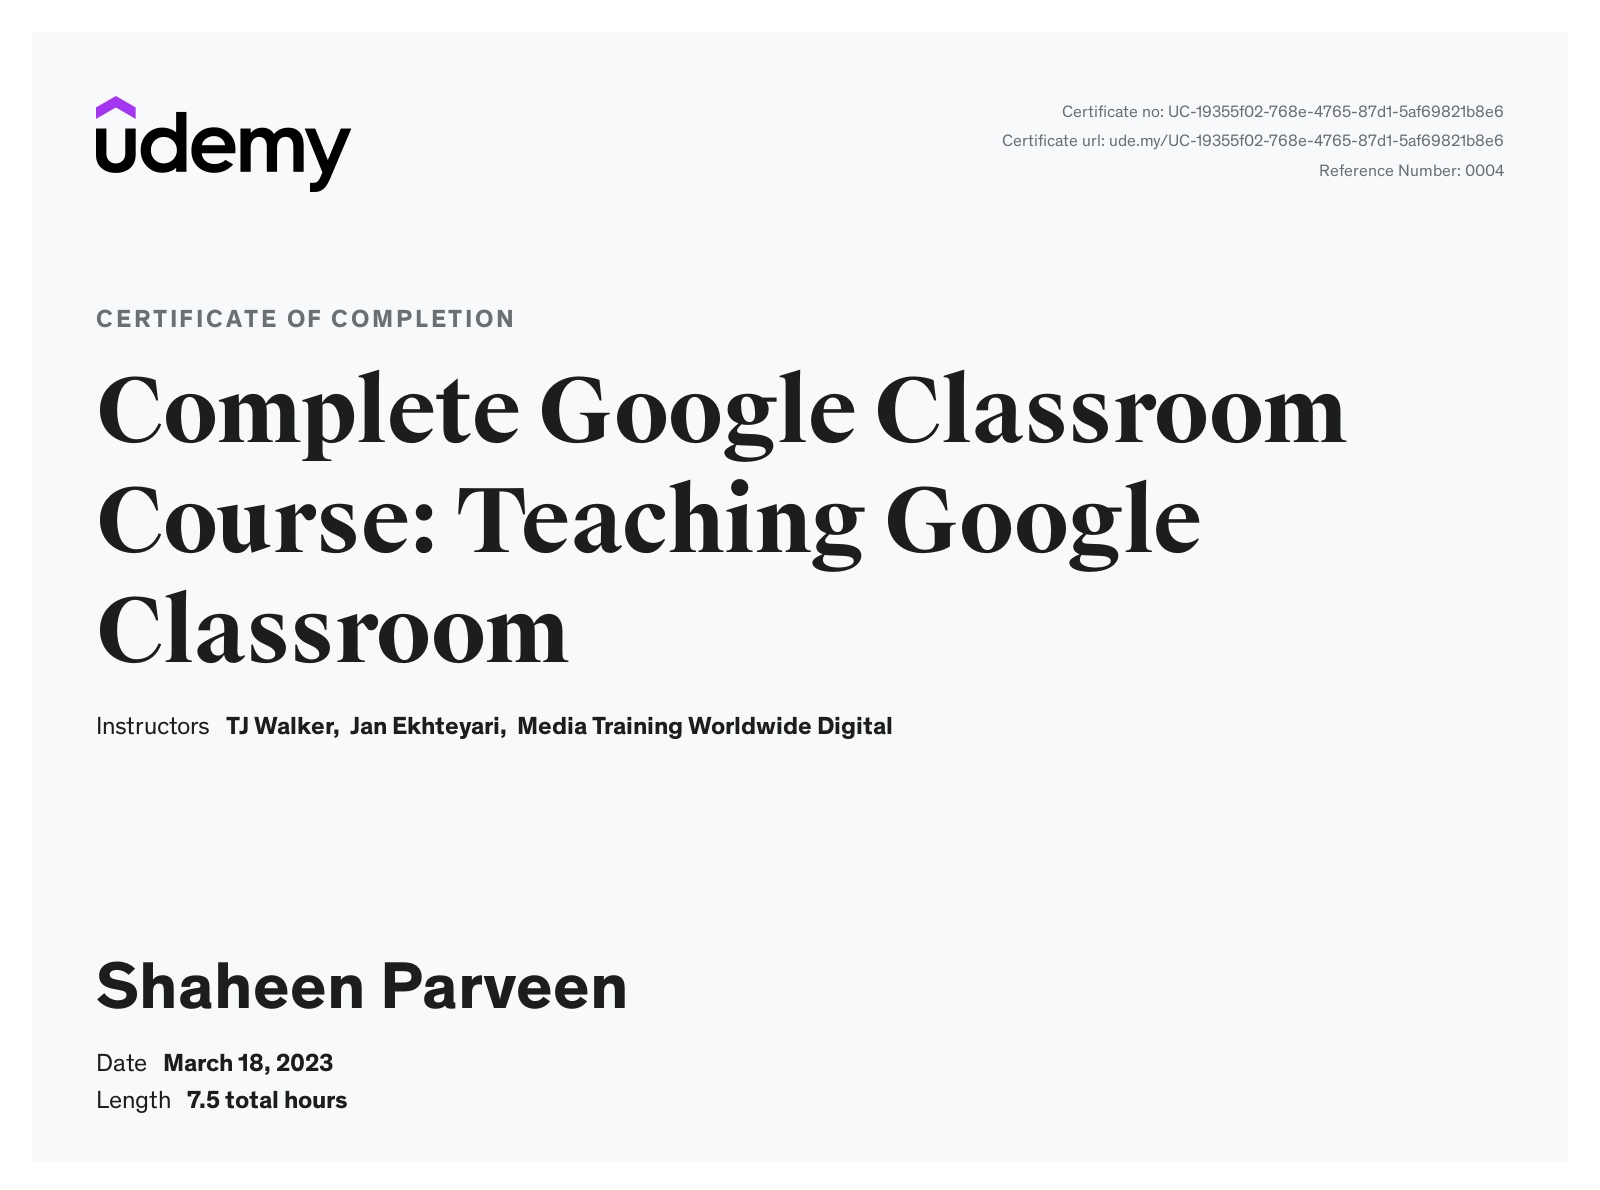 udemy
Certificate no: UC-19355f02-768e-4765-87d1-5af69821b8e6
Certificate url: ude.my/UC-19355f02-768e-4765-87d1-5af69821b8e6
Reference Number: 0004
CERTIFICATE OF COMPLETION
Complete Google Classroom
Course: Teaching Google
Classroom
Instructors TJ Walker, Jan Ekhteyari, Media Training Worldwide Digital
Shaheen Parveen
Date March 18, 2023
Length 7.5 total hours